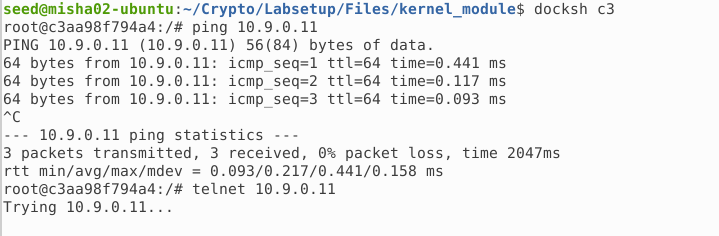 seed@misha02-ubuntu:~/Crypto/Labsetup/Files/kernel_module$ docksh c3
root@c3aa98f794a4:/# ping 10.9.0.11
PING 10.9.0.11 (10.9.0.11) 56(84) bytes of data.
64 bytes from 10.9.0.11: icmp_seq=1 ttl=64 time=0.441 ms
64 bytes from 10.9.0.11: icmp_seq=2 ttl=64 time=0.117 ms
64 bytes from 10.9.0.11: icmp_seq=3 ttl=64 time=0.093 ms
^C
--- 10.9.0.11 ping statistics ---
3 packets transmitted, 3 received, 0% packet loss, time 2047ms
rtt min/avg/max/mdev = 0.093/0.217/0.441/0.158 ms
root@c3aa98f794a4:/# telnet 10.9.0.11
Trying 10.9.0.11...